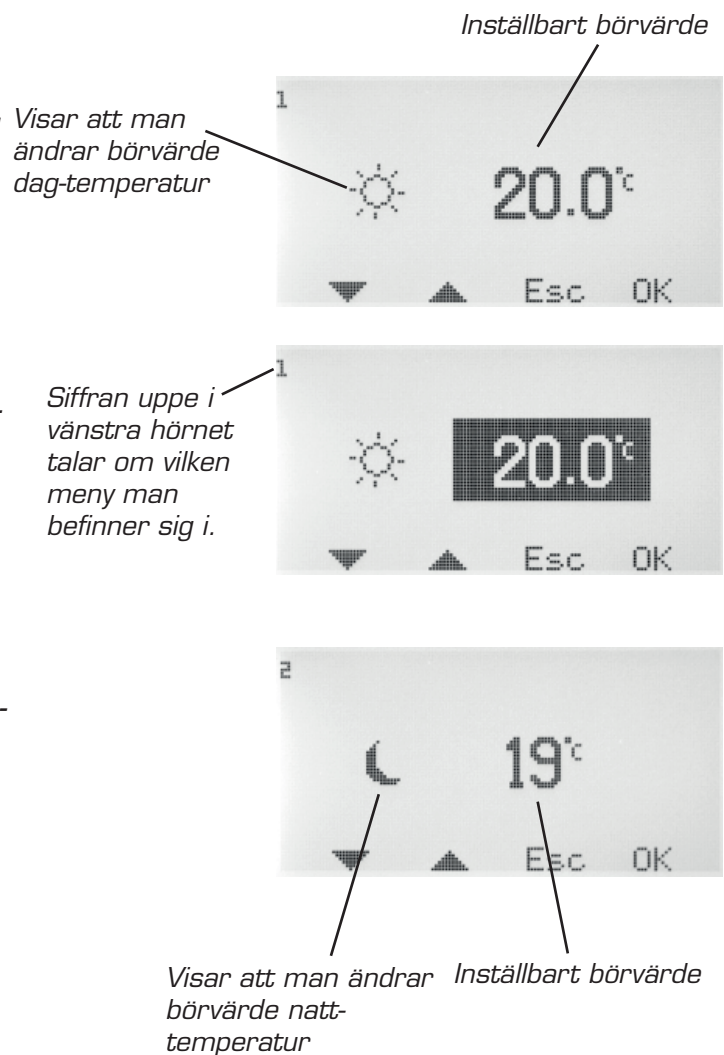 Inställbart börvärde
Visar att man
ändrar börvärde
dag-temperatur
1
20.0°c
Esc OK
1
Siffran uppe i
vänstra hörnet
talar om vilken
meny man
befinner sig i.
20.0°c
Esc OK
2
19°c
Esc OK
Visar att man ändrar
börvärde natt-
temperatur
Inställbart börvärde